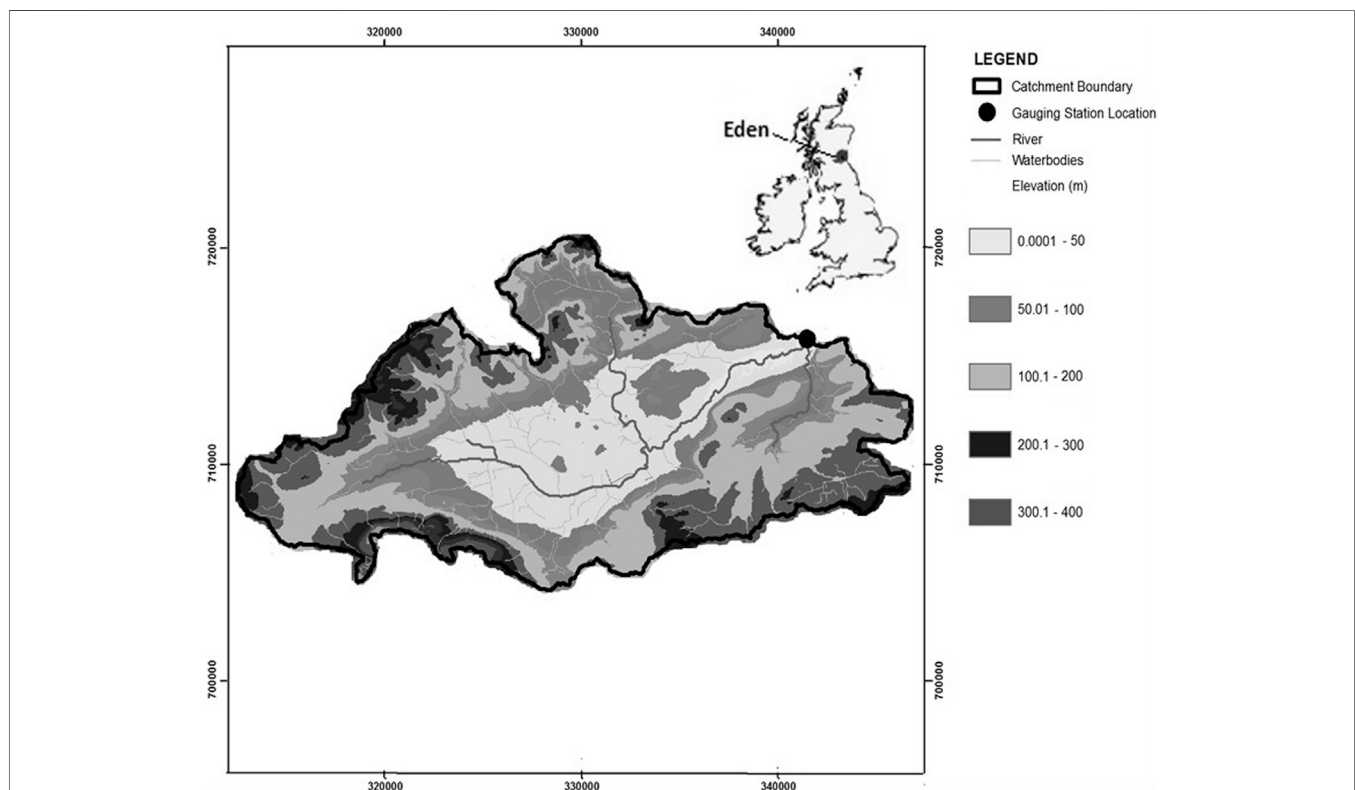 320000 330000 340000
LEGEND
Catchment Boundary
Gauging Station Location
River
Waterbodies
Elevation (m)
0.0001 - 50
50.01 - 100
100.1 - 200
200.1 - 300
300.1 - 400
Eden
720000 720000
710000 710000
700000 700000
320000 330000 340000